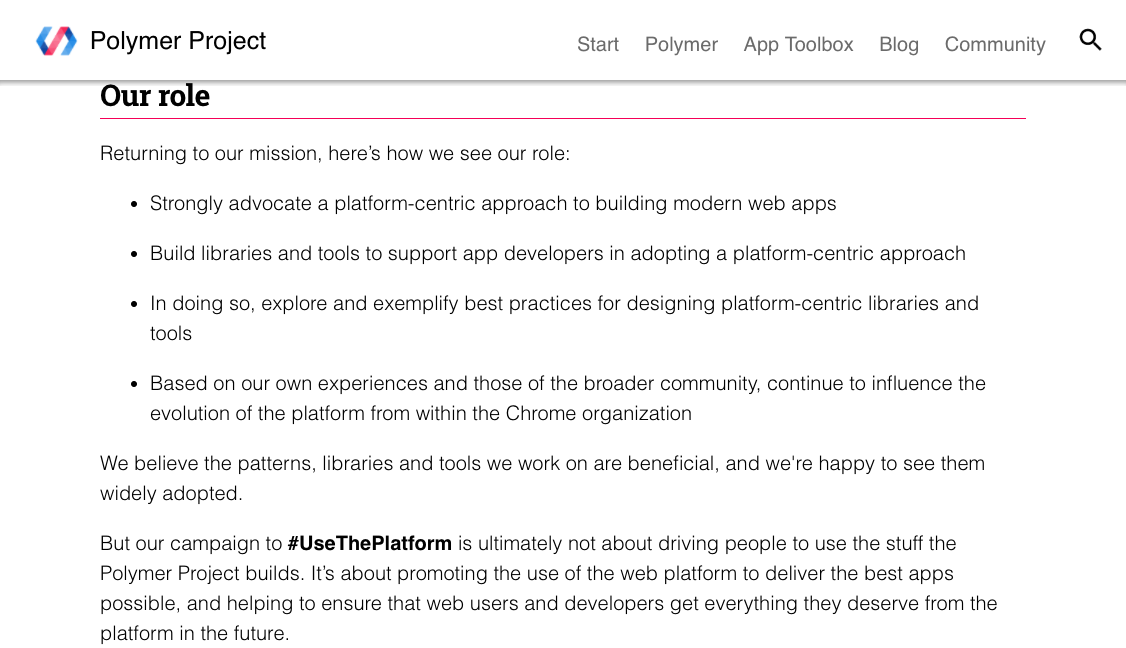 Polymer Project
Start Polymer App Toolbox Blog Community
Our role
Returning to our mission, here’s how we see our role:
• Strongly advocate a platform-centric approach to building modern web apps
• Build libraries and tools to support app developers in adopting a platform-centric approach
• In doing so, explore and exemplify best practices for designing platform-centric libraries and
tools
• Based on our own experiences and those of the broader community, continue to influence the
evolution of the platform from within the Chrome organization
We believe the patterns, libraries and tools we work on are beneficial, and we're happy to see them
widely adopted.
But our campaign to #UseThePlatform is ultimately not about driving people to use the stuff the
Polymer Project builds. It’s about promoting the use of the web platform to deliver the best apps
possible, and helping to ensure that web users and developers get everything they deserve from the
platform in the future.